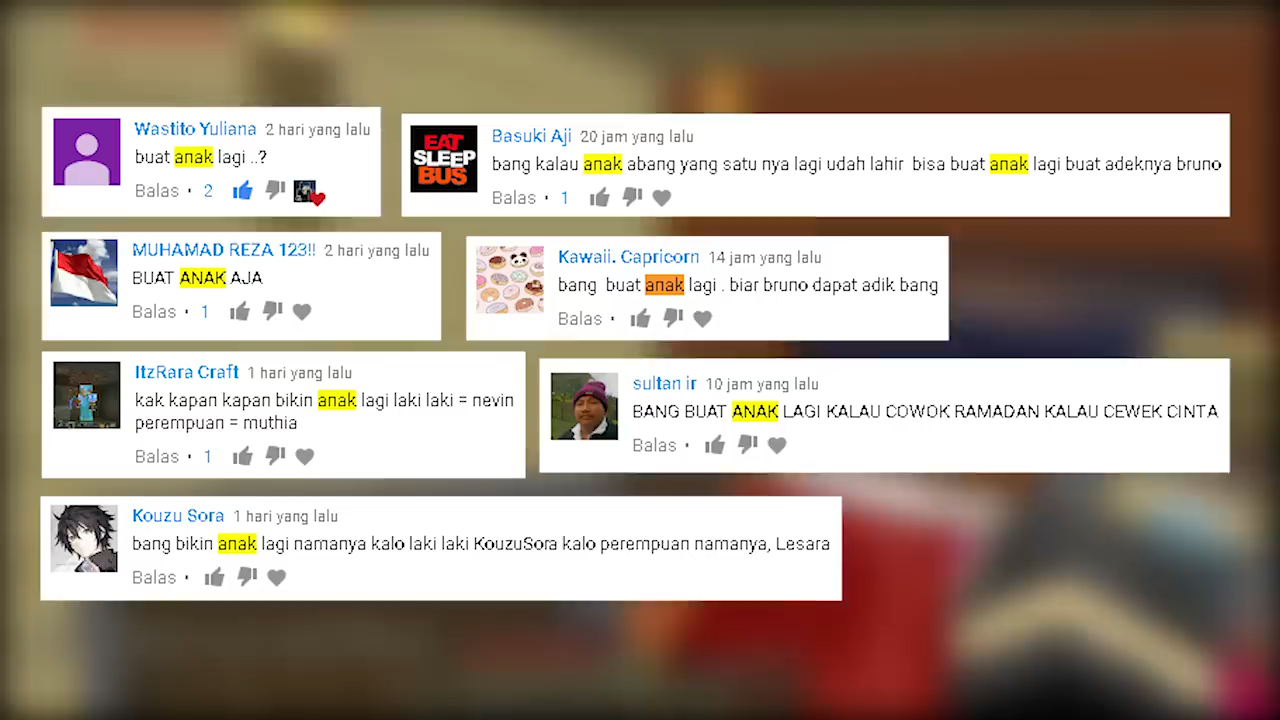 Wastito Yuliana 2 hari yang lalu
buat anak lagi ..?
Balas · 2
EAT
SLEEP
BUS
Basuki Aji 20 jam yang lalu
bang kalau anak abang yang satu nya lagi udah lahir bisa buat anak lagi buat adeknya bruno
Balas · 1
MUHAMAD REZA 123!! 2 hari yang lalu
BUAT ANAK AJA
Balas · 1
Kawaii. Capricorn 14 jam yang lalu
bang buat anak lagi . biar bruno dapat adik bang
Balas ·
ItzRara Craft 1 hari yang lalu
kak kapan kapan bikin anak lagi laki laki = nevin
perempuan = muthia
Balas · 1
sultan ir 10 jam yang lalu
BANG BUAT ANAK LAGI KALAU COWOK RAMADAN KALAU CEWEK CINTA
Balas ·
Kouzu Sora 1 hari yang lalu
bang bikin anak lagi namanya kalo laki laki KouzuSora kalo perempuan namanya, Lesara
Balas ·